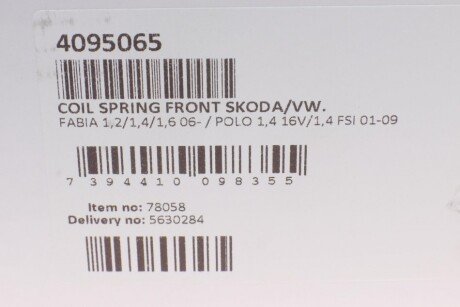 4095065
COIL SPRING FRONT SKODA/VW.
FABIA 1,2/1,4/1,6 06- / POLO 1,4 16V/1,4 FSI 01-09
7 394410 098355
Item no: 78058
Delivery no: 5630284